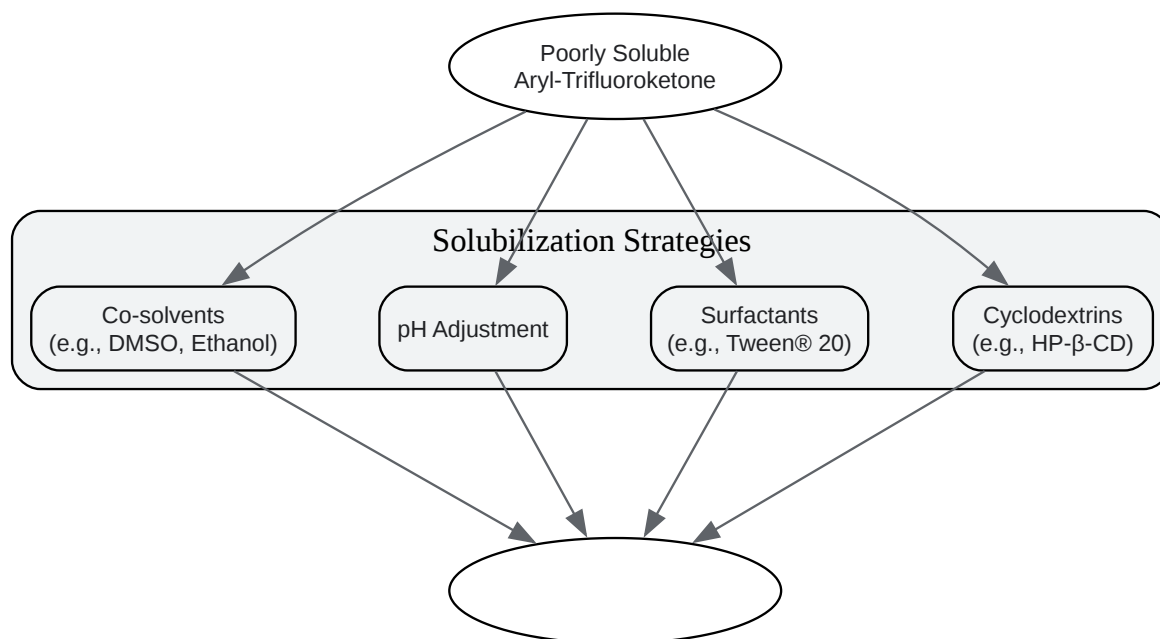 Poorly Soluble
Aryl-Trifluoroketone
Solubilization Strategies
Co-solvents
(e.g., DMSO, Ethanol)
pH Adjustment
Surfactants
(e.g., Tween® 20)
Cyclodextrins
(e.g., HP-β-CD)